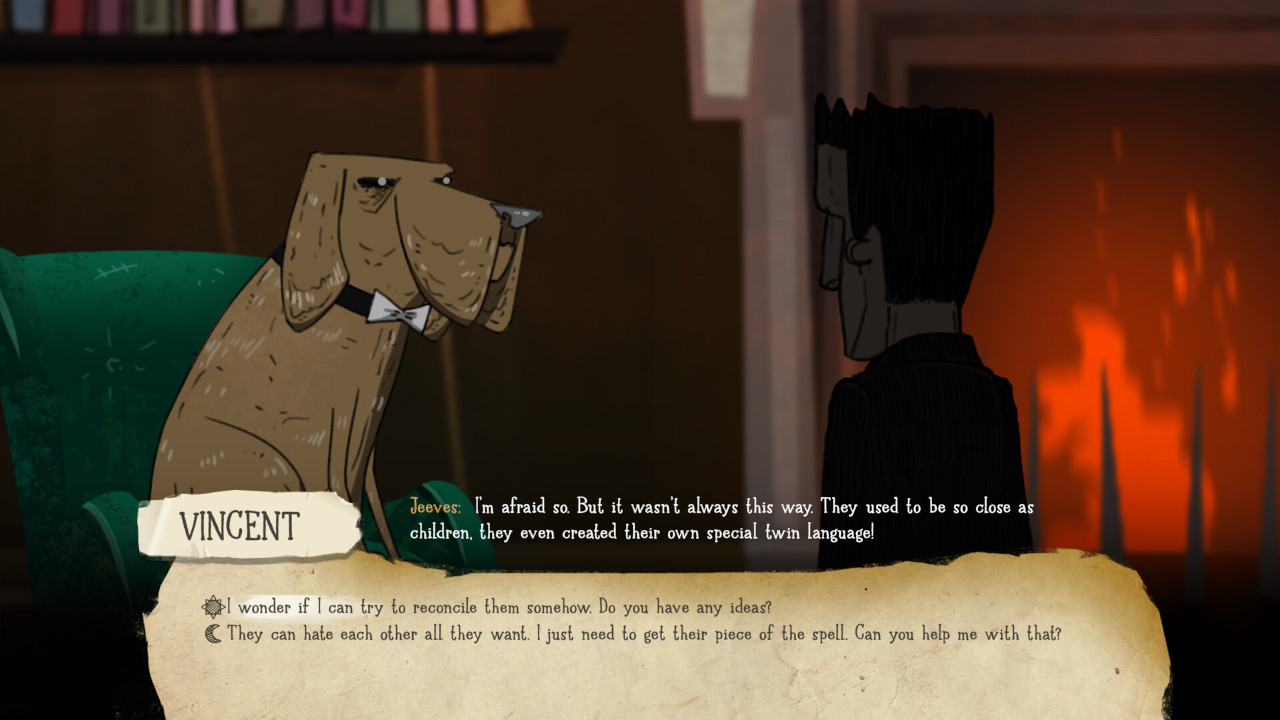 Jeeves: I'm afraid so. But it wasn't always this way. They used to be so close as
children, they even created their own special twin language!
VINCENT
I wonder if I can try to reconcile them somehow. Do you have any ideas?
They can hate each other all they want. I just need to get their piece of the spell. Can you help me with that?